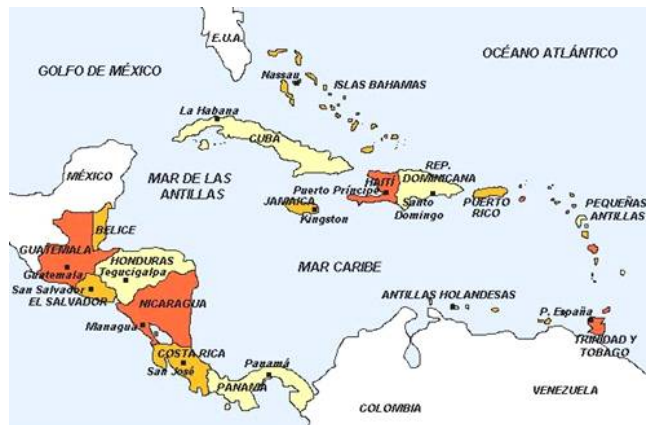 E.U.A.
OCÉANO ATLÁNTICO
GOLFO DE MÉXICO
Nassau
ISLAS BAHAMAS
La Habana
CUBA
MÉXICO
MAR DE LAS
ANTILLAS
REP.
DOMINICANA
HAITÍ
Puerto Príncipe
JAMAICA
Kingston
Santo
Domingo
PUERTO
RICO
PEQUEÑAS
ANTILLAS
BELICE
GUATEMALA
Guatemala
HONDURAS
Tegucigalpa
San Salvador
EL SALVADOR
NICARAGUA
Managua
MAR CARIBE
ANTILLAS HOLANDESAS
P. España
TRINIDAD Y
TOBAGO
COSTA RICA
San José
Panamá
PANAMÁ
COLOMBIA
VENEZUELA